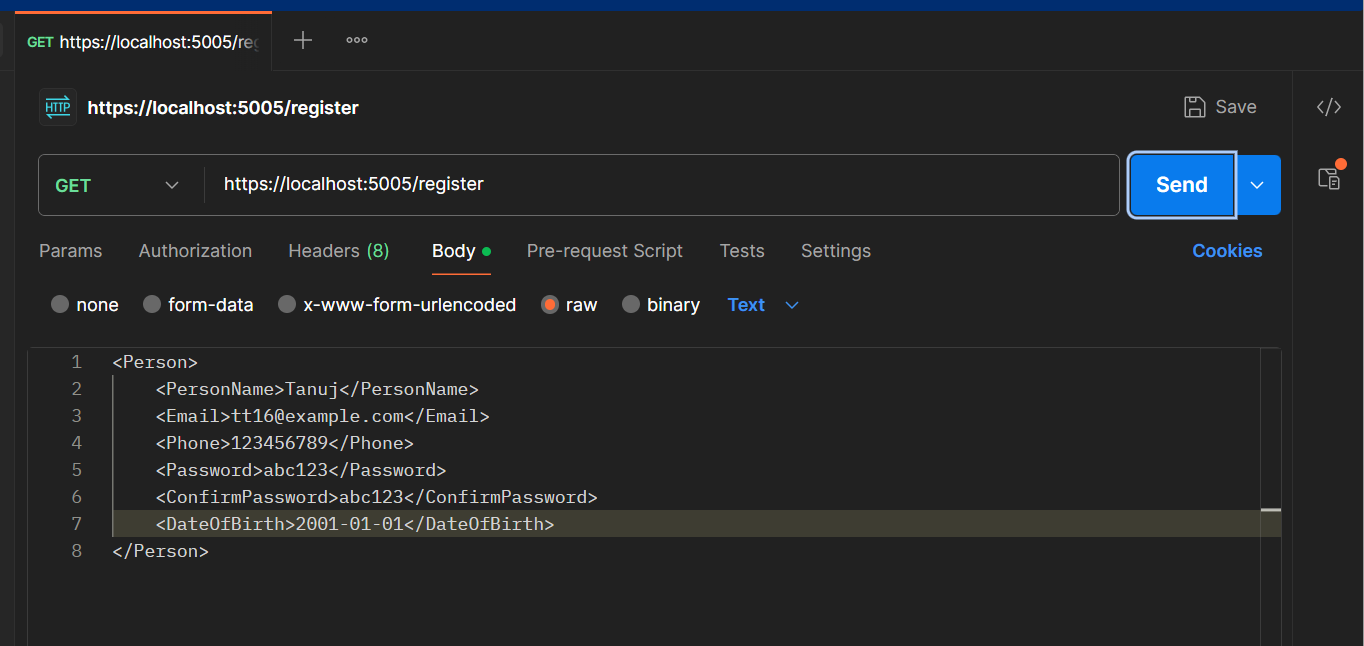 GET https://localhost:5005/reg
HTTP https://localhost:5005/register Save
GET https://localhost:5005/register Send
Params Authorization Headers (8) Body Pre-request Script Tests Settings Cookies
none form-data x-www-form-urlencoded raw binary Text
1 <Person>
2 <PersonName>Tanuj</PersonName>
3 <Email>tt16@example.com</Email>
4 <Phone>123456789</Phone>
5 <Password>abc123</Password>
6 <ConfirmPassword>abc123</ConfirmPassword>
7 <DateOfBirth>2001-01-01</DateOfBirth>
8 </Person>